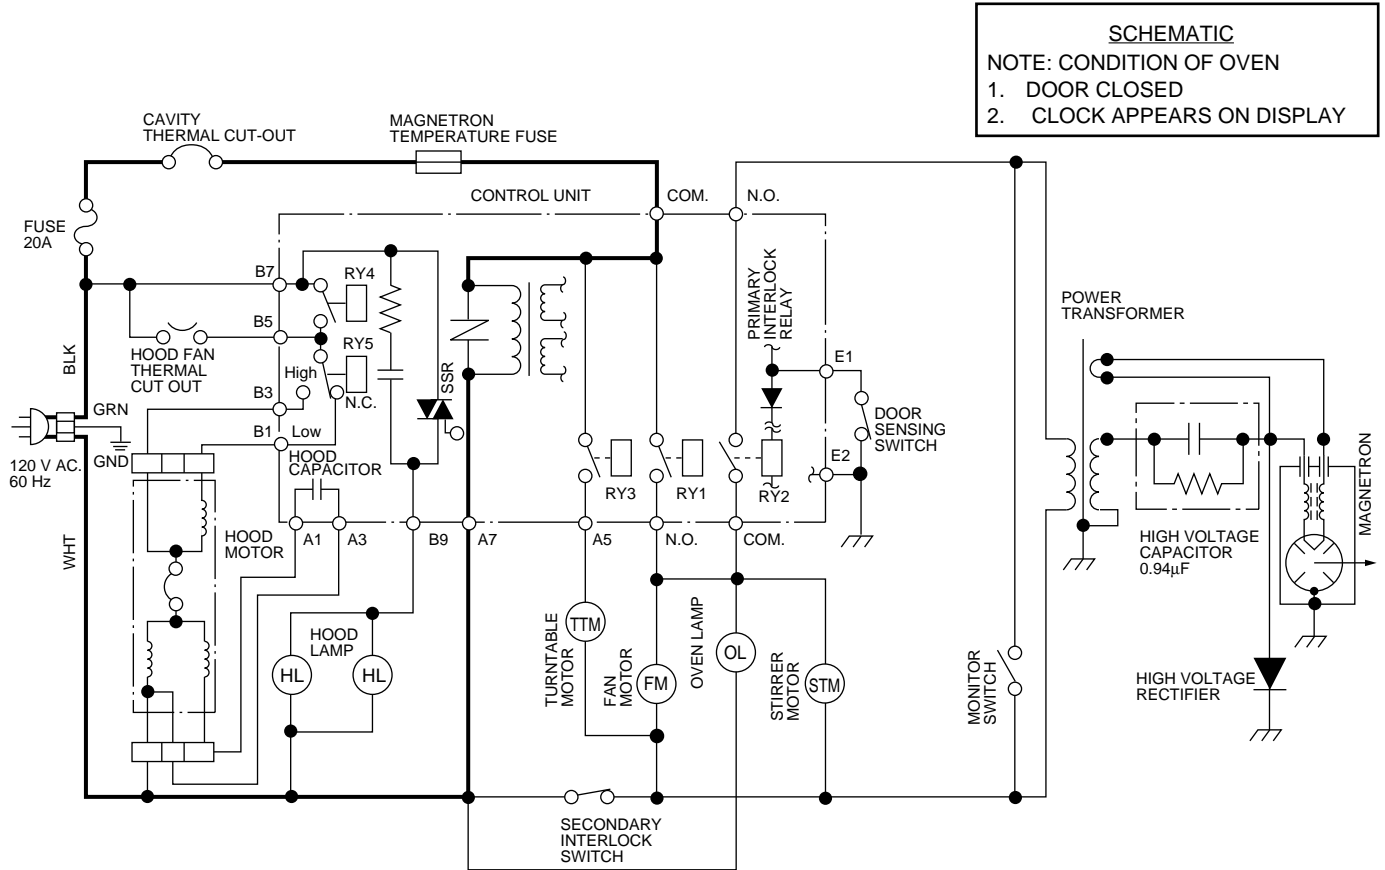 SCHEMATIC
NOTE: CONDITION OF OVEN
1. DOOR CLOSED
2. CLOCK APPEARS ON DISPLAY
CAVITY
THERMAL CUT-OUT
MAGNETRON
TEMPERATURE FUSE
CONTROL UNIT
COM.
N.O.
FUSE
20A
B7
RY4
B5
RY5
HOOD FAN
THERMAL
CUT OUT
High
B3
N.C.
B1
Low
SSR
BLK
GRN
GND
120 V AC.
60 Hz
WHT
HOOD
CAPACITOR
HOOD
MOTOR
A1
A3
B9
A7
A5
N.O.
COM.
RY3
RY1
RY2
PRIMARY
INTERLOCK
RELAY
E1
E2
DOOR
SENSING
SWITCH
POWER
TRANSFORMER
HIGH VOLTAGE
CAPACITOR
0.94μF
MAGNETRON
HIGH VOLTAGE
RECTIFIER
HOOD
LAMP
HL
HL
TURNTABLE
MOTOR
TTM
FAN
MOTOR
FM
OVEN LAMP
OL
STIRRER
MOTOR
STM
MONITOR
SWITCH
SECONDARY
INTERLOCK
SWITCH